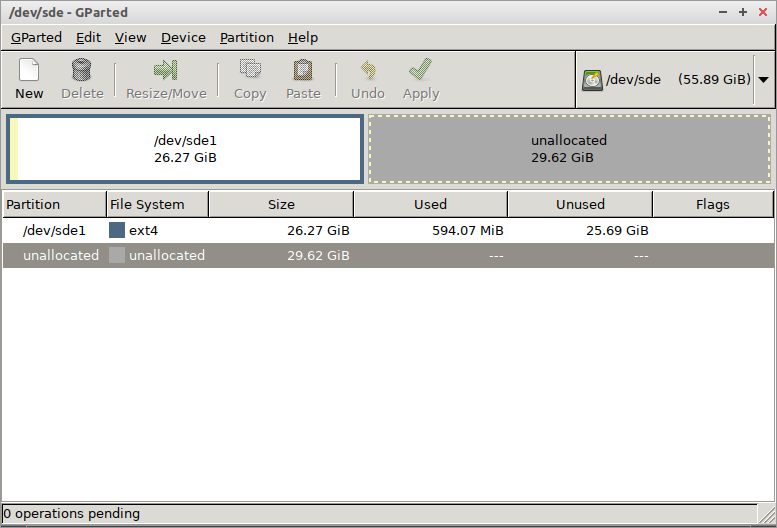 /dev/sde - GParted
GParted Edit View Device Partition Help
New Delete Resize/Move Copy Paste Undo Apply /dev/sde (55.89 GiB)
/dev/sde1
26.27 GiB
unallocated
29.62 GiB
Partition File System Size Used Unused Flags
/dev/sde1 ext4 26.27 GiB 594.07 MiB 25.69 GiB
unallocated unallocated 29.62 GiB --- ---
0 operations pending